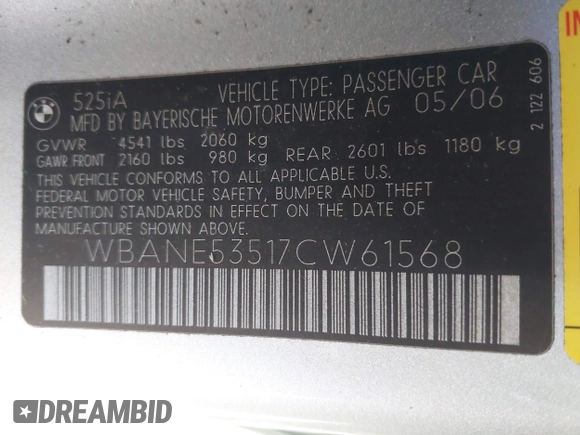 BMW
525iA VEHICLE TYPE: PASSENGER CAR
MFD BY BAYERISCHE MOTORENWERKE AG 05/06
GVWR 4541 lbs 2060 kg
GAWR FRONT 2160 lbs 980 kg REAR 2601 lbs 1180 kg
THIS VEHICLE CONFORMS TO ALL APPLICABLE U.S.
FEDERAL MOTOR VEHICLE SAFETY, BUMPER AND THEFT
PREVENTION STANDARDS IN EFFECT ON THE DATE OF
MANUFACTURE SHOWN ABOVE.
WBANE53517CW61568
2 122 606
IN
DREAMBID